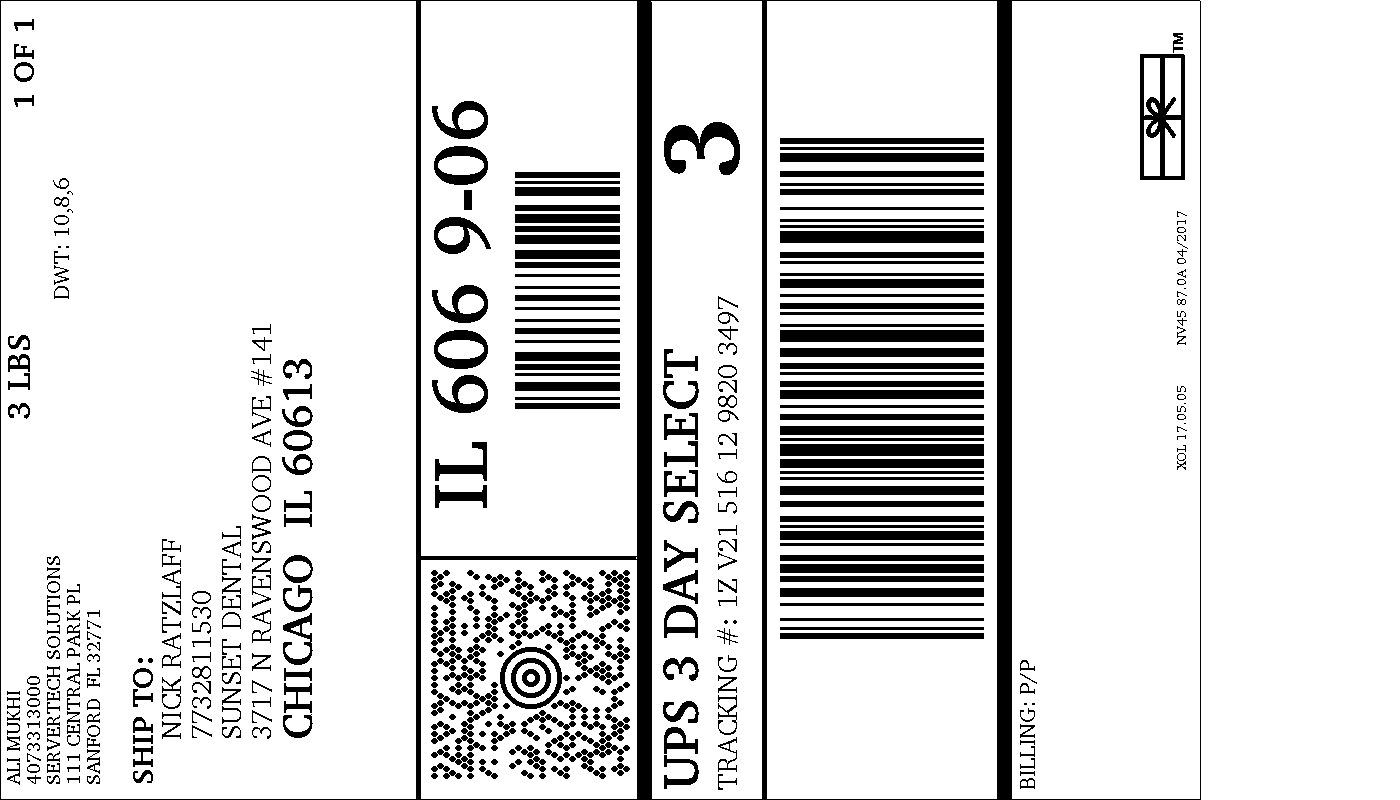 ALI MUKHI
4073313000
SERVERTECH SOLUTIONS
111 CENTRAL PARK PL
SANFORD FL 32771
3 LBS
1 OF 1
DWT: 10,8,6
SHIP TO:
NICK RATZLAFF
7732811530
SUNSET DENTAL
3717 N RAVENSWOOD AVE #141
CHICAGO IL 60613
IL 606 9-06
UPS 3 DAY SELECT
3
TRACKING #: 1Z V21 516 12 9820 3497
BILLING: P/P
XOL 17.05.05 NV45 87.0A 04/2017
TM